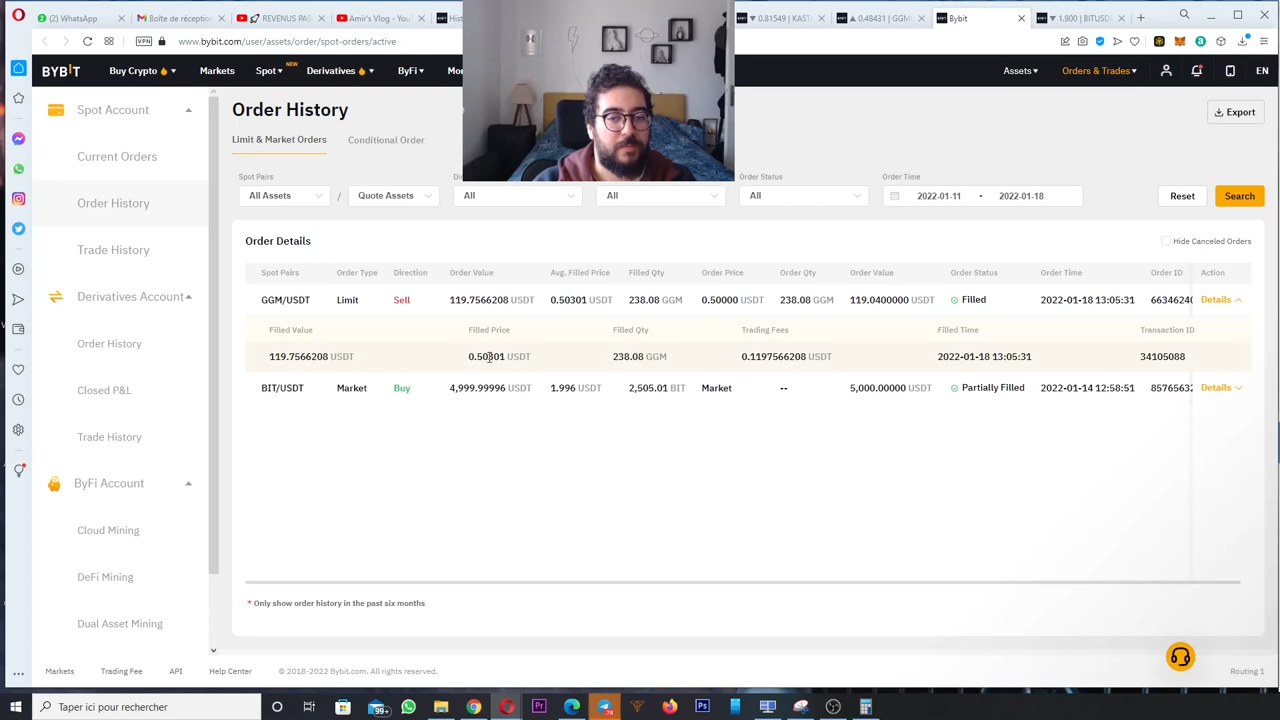 WhatsApp
Boîte de réception
REVENUS PAS
Amir's Vlog - You
Hist
0.81549 | KAST
0.48431 | GGM
Bybit
1.900 | BITUSDT
VPN
www.bybit.com/user/assets/order/spot-orders/active
BYBIT
Buy Crypto
Markets
Spot
NEW
Derivatives
ByFi
Assets
Orders & Trades
EN
Spot Account
Current Orders
Order History
Trade History
Derivatives Account
Order History
Closed P&L
Trade History
ByFi Account
Cloud Mining
DeFi Mining
Dual Asset Mining
Order History
Export
Limit & Market Orders
Conditional Order
Spot Pairs
Order Status
Order Time
All Assets
/
Quote Assets
All
All
All
2022-01-11 - 2022-01-18
Reset
Search
Order Details
Hide Canceled Orders
Spot Pairs Order Type Direction Order Value Avg. Filled Price Filled Qty Order Price Order Qty Order Value Order Status Order Time Order ID Action
GGM/USDT Limit Sell 119.7566208 USDT 0.50301 USDT 238.08 GGM 0.50000 USDT 238.08 GGM 119.0400000 USDT Filled 2022-01-18 13:05:31 66346240 Details
Filled Value Filled Price Filled Qty Trading Fees Filled Time Transaction ID
119.7566208 USDT 0.50301 USDT 238.08 GGM 0.1197566208 USDT 2022-01-18 13:05:31 34105088
BIT/USDT Market Buy 4,999.99996 USDT 1.996 USDT 2,505.01 BIT Market -- 5,000.00000 USDT Partially Filled 2022-01-14 12:58:51 85765632 Details
* Only show order history in the past six months
Markets Trading Fee API Help Center © 2018-2022 Bybit.com. All rights reserved.
Routing 1
Taper ici pour rechercher
99+
Pr
Ps